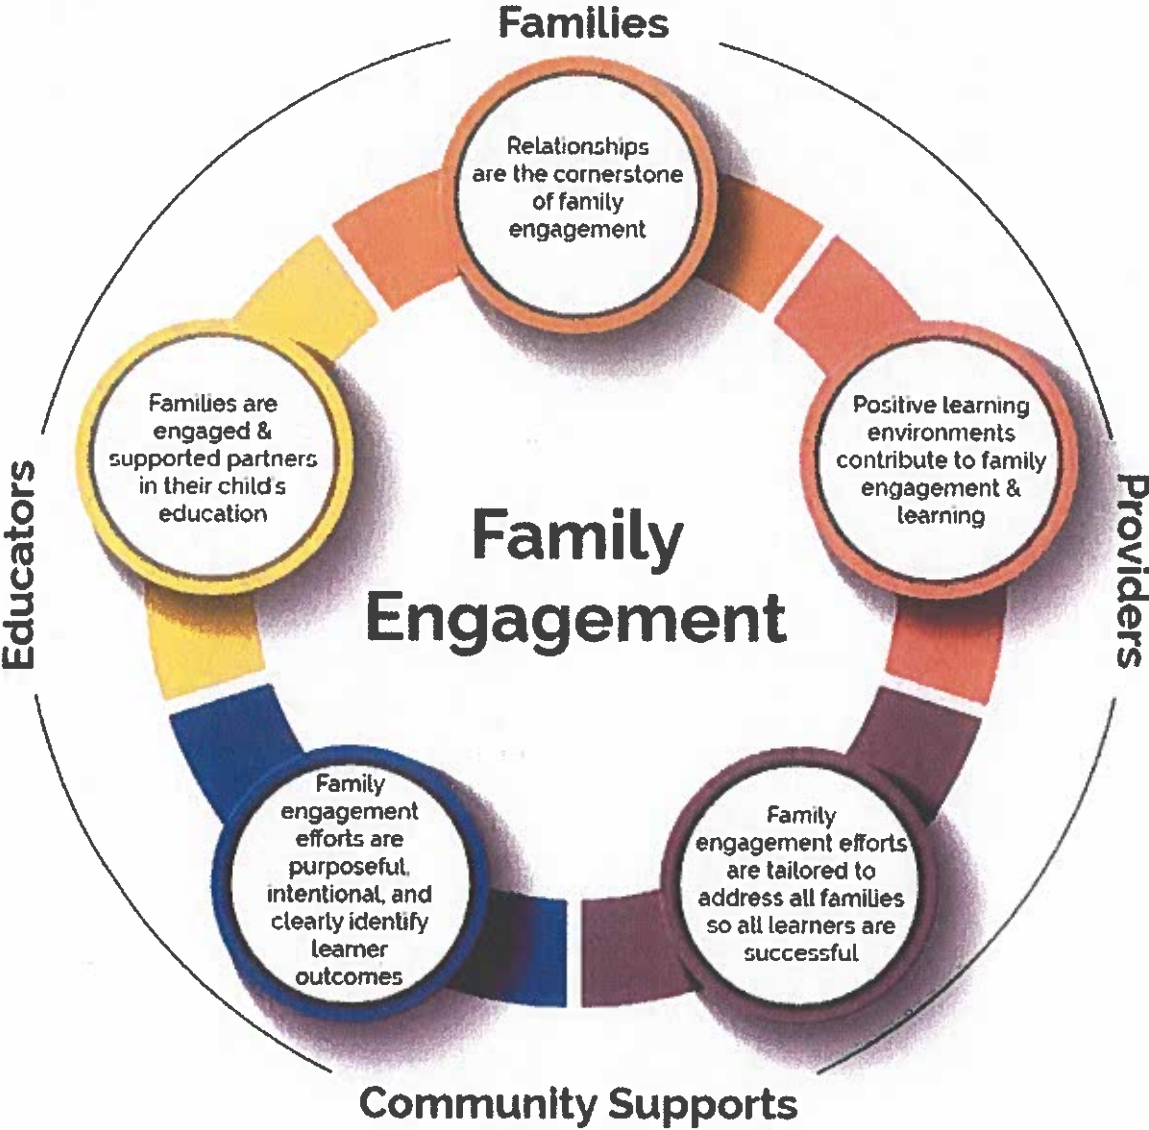 Families
Relationships
are the cornerstone
of family
engagement
Positive learning
environments
contribute to family
engagement &
learning
Providers
Family
engagement efforts
are tailored to
address all families
so all learners are
successful
Community Supports
Family
engagement
efforts are
purposeful,
intentional, and
clearly identify
learner
outcomes
Educators
Families are
engaged &
supported partners
in their child's
education
Family
Engagement